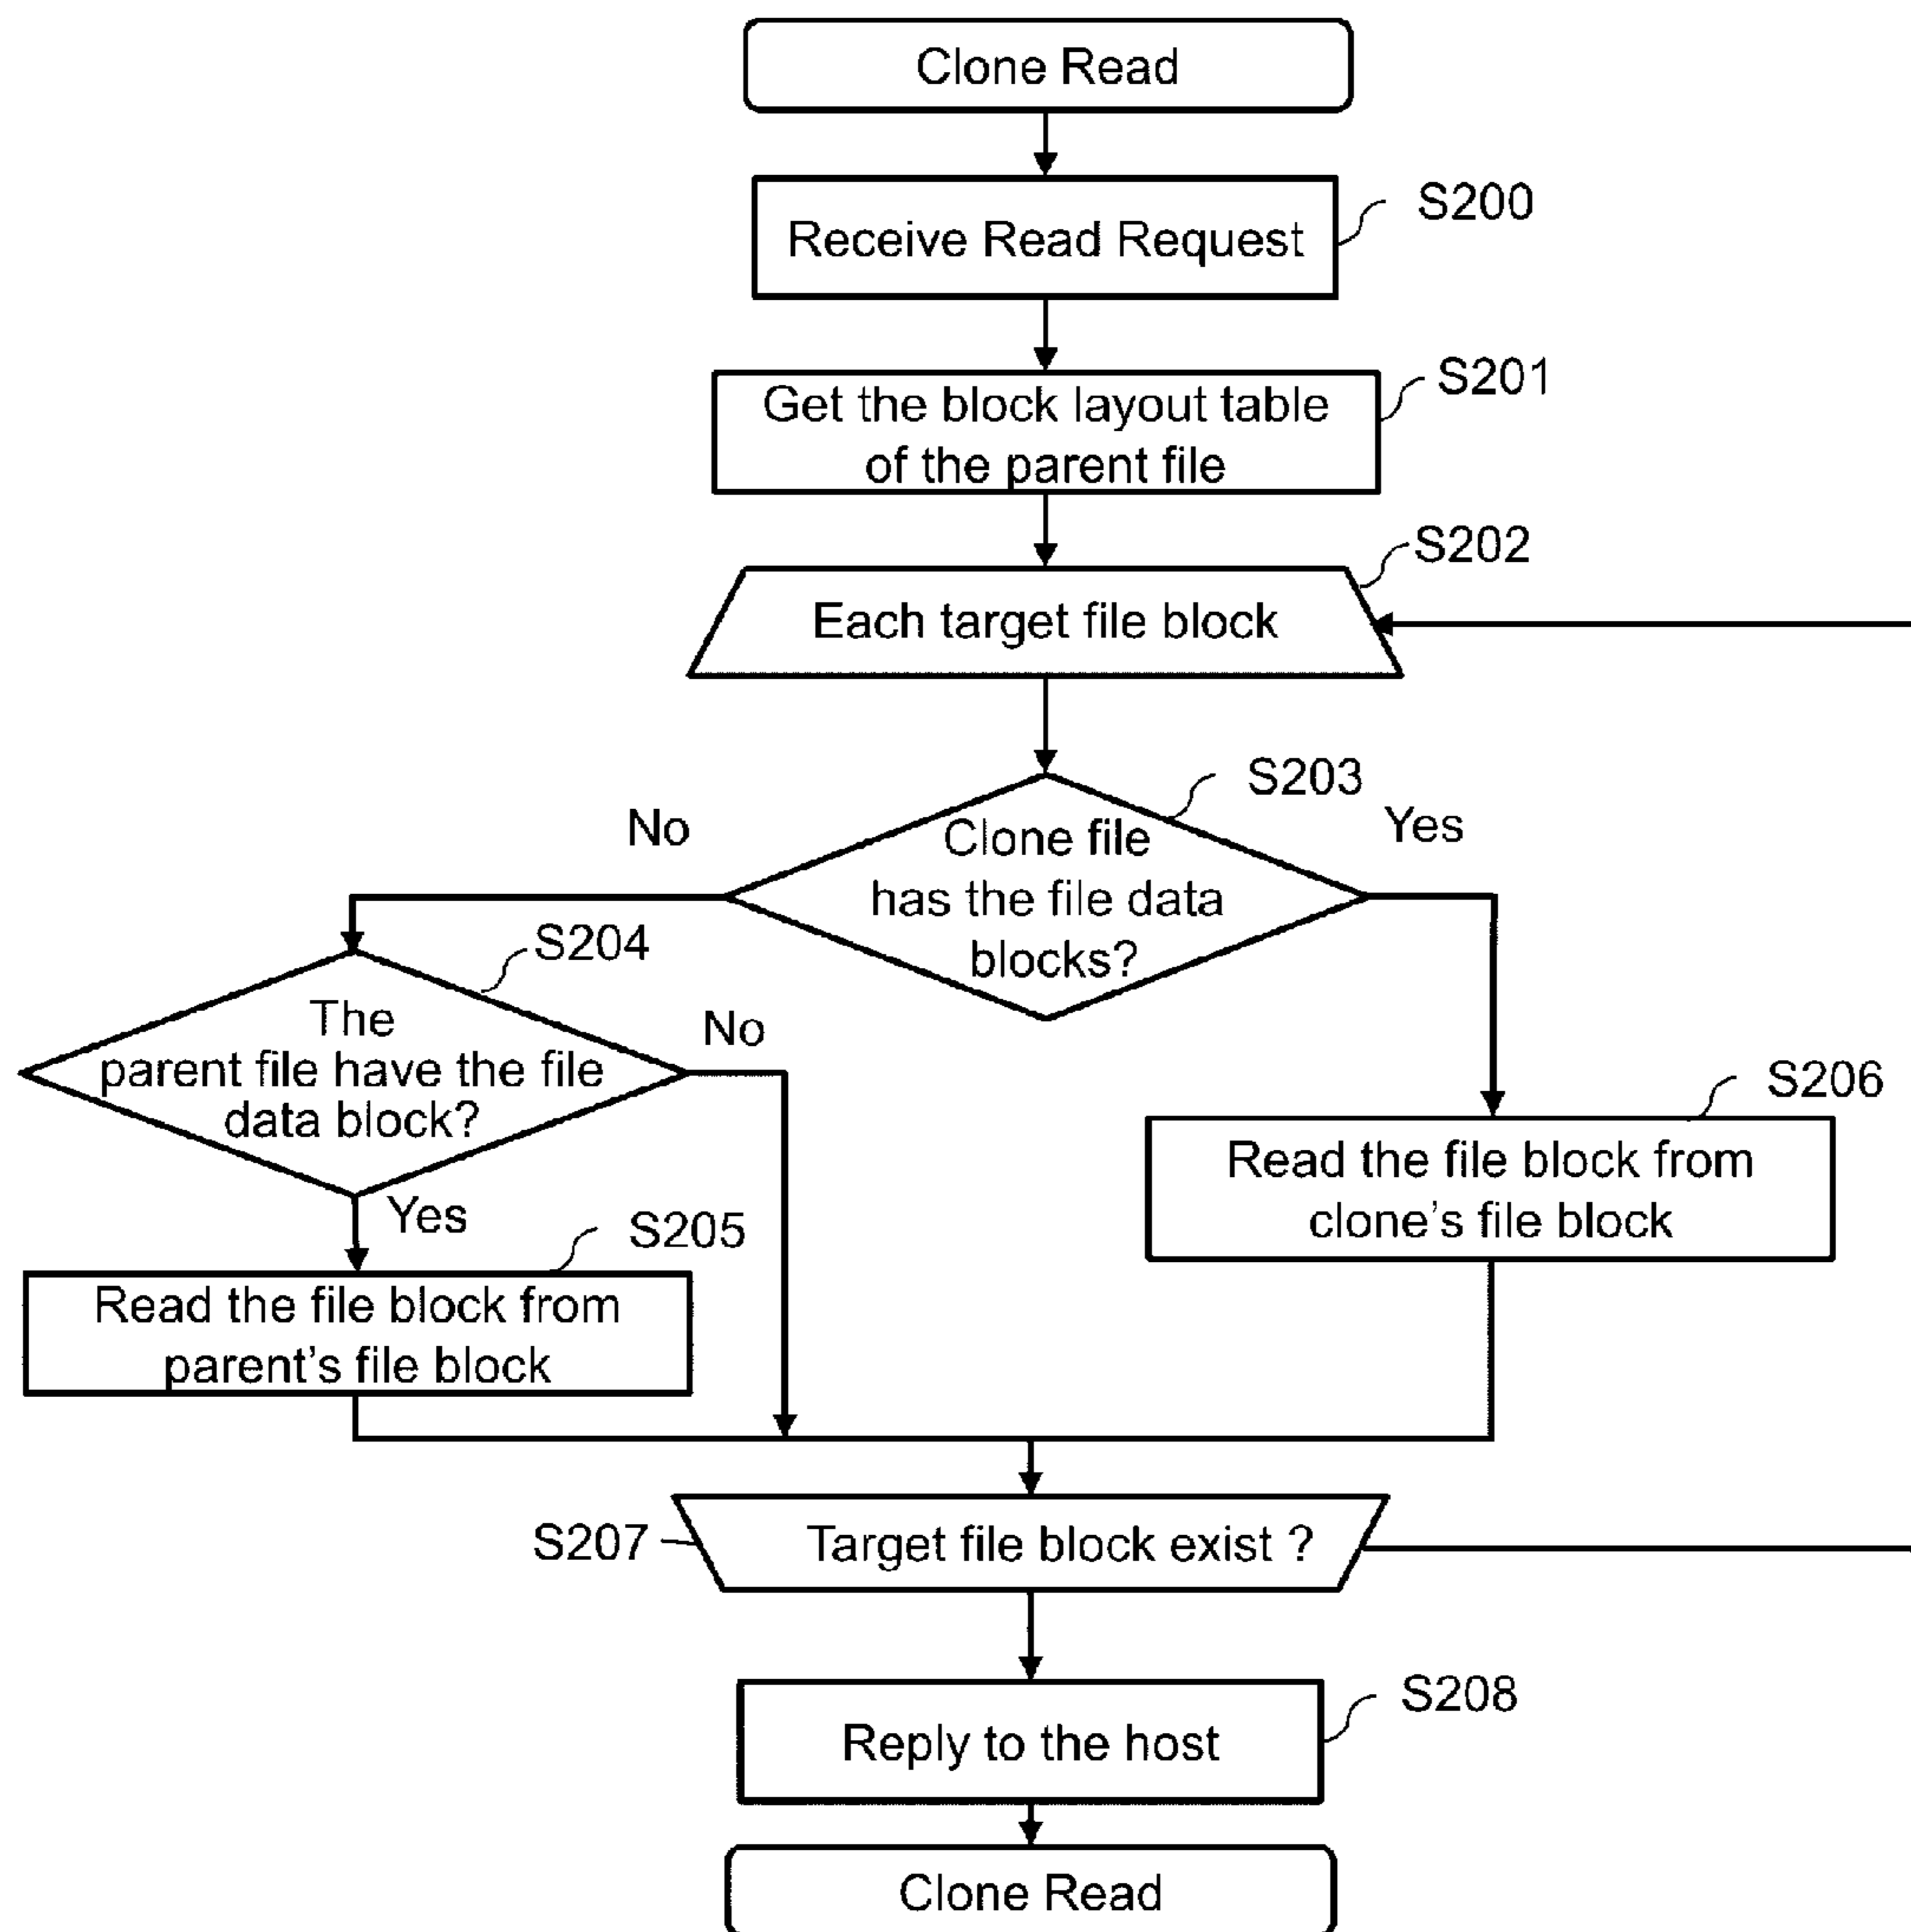 Clone Read
Receive Read Request
S200
Get the block layout table
of the parent file
S201
Each target file block
S202
Clone file
has the file data
blocks?
S203
No
Yes
The
parent file have the file
data block?
S204
No
Yes
Read the file block from
parent's file block
S205
Read the file block from
clone's file block
S206
Target file block exist ?
S207
Reply to the host
S208
Clone Read